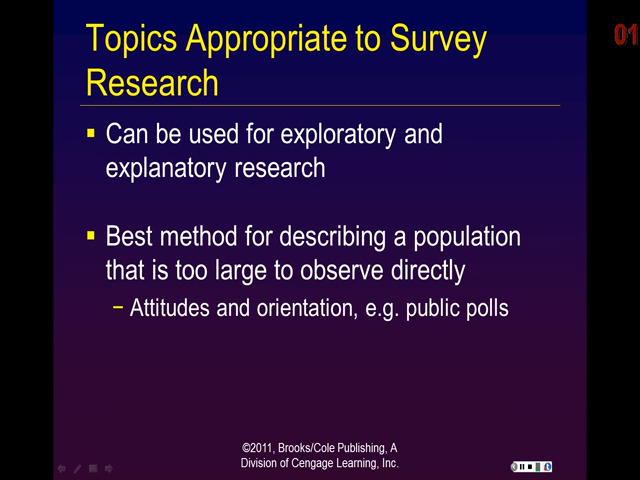 Topics Appropriate to Survey
Research
01
Can be used for exploratory and
explanatory research
Best method for describing a population
that is too large to observe directly
– Attitudes and orientation, e.g. public polls
©2011, Brooks/Cole Publishing, A
Division of Cengage Learning, Inc.